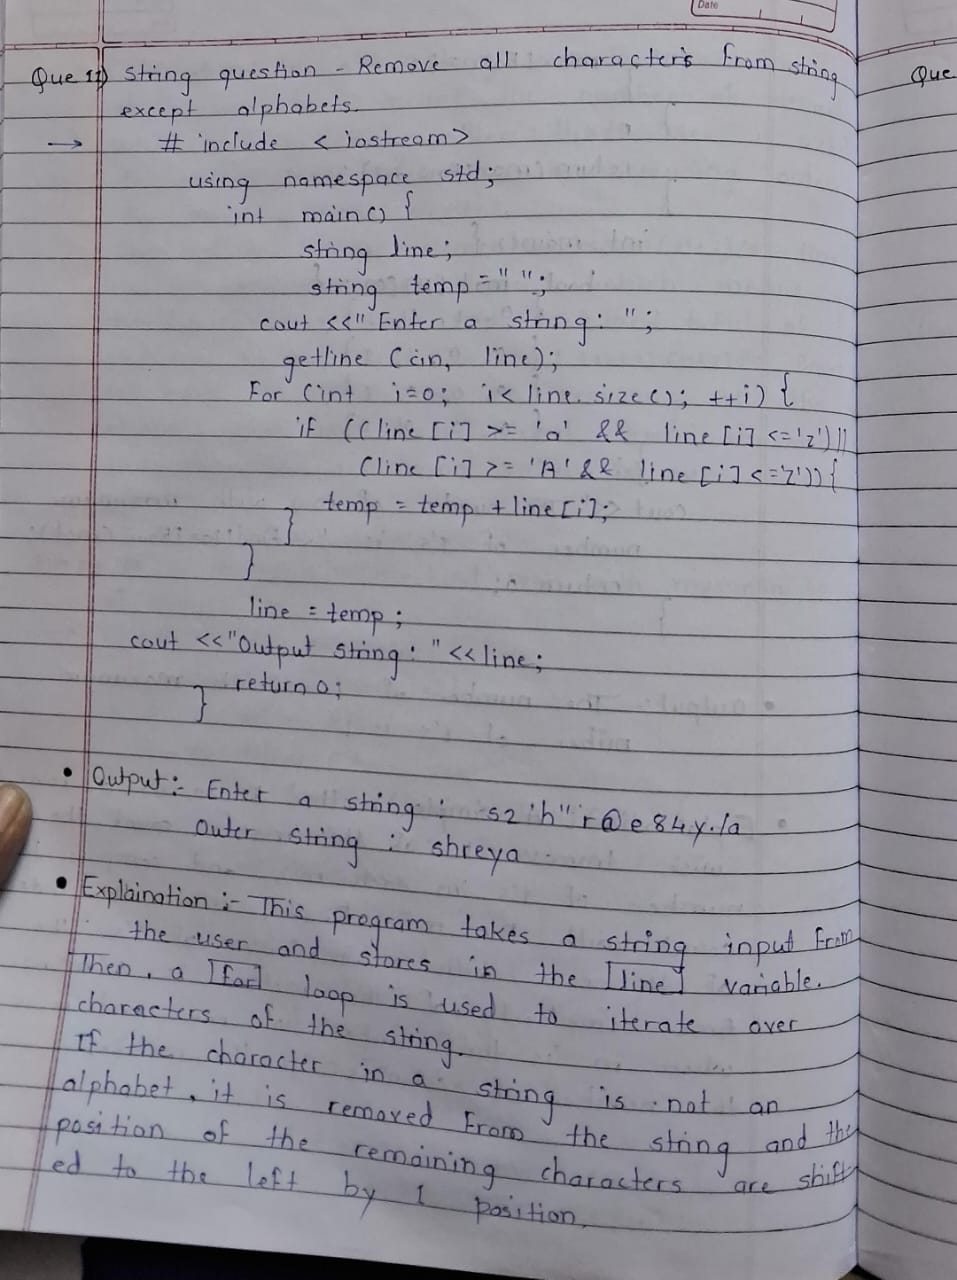 Date
Que 11) String question - Remove all characters from string
except alphabets.
→ # include < iostream>
using namespace std;
int main() {
string line;
string temp = " ";
cout <<" Enter a string: ";
getline (cin, line);
For (int i=0; i< line. size(); ++i) {
if ((line [i] >= 'a' && line [i] <='z')||
(line [i] >= 'A' && line [i] <='Z')) {
temp = temp + line [i];
}
}
line = temp ;
cout <<"Output string: " << line;
return 0;
}
• Output :- Enter a string : s2'h"r@e84y./a
Outer string : shreya
• Explaination :- This program takes a string input from
the user and stores in the [line] variable.
Then, a [for] loop is used to iterate over
characters of the string.
If the character in a string is not an
alphabet, it is removed From the string and the
position of the remaining characters are shift
ed to the left by 1 position.
Que